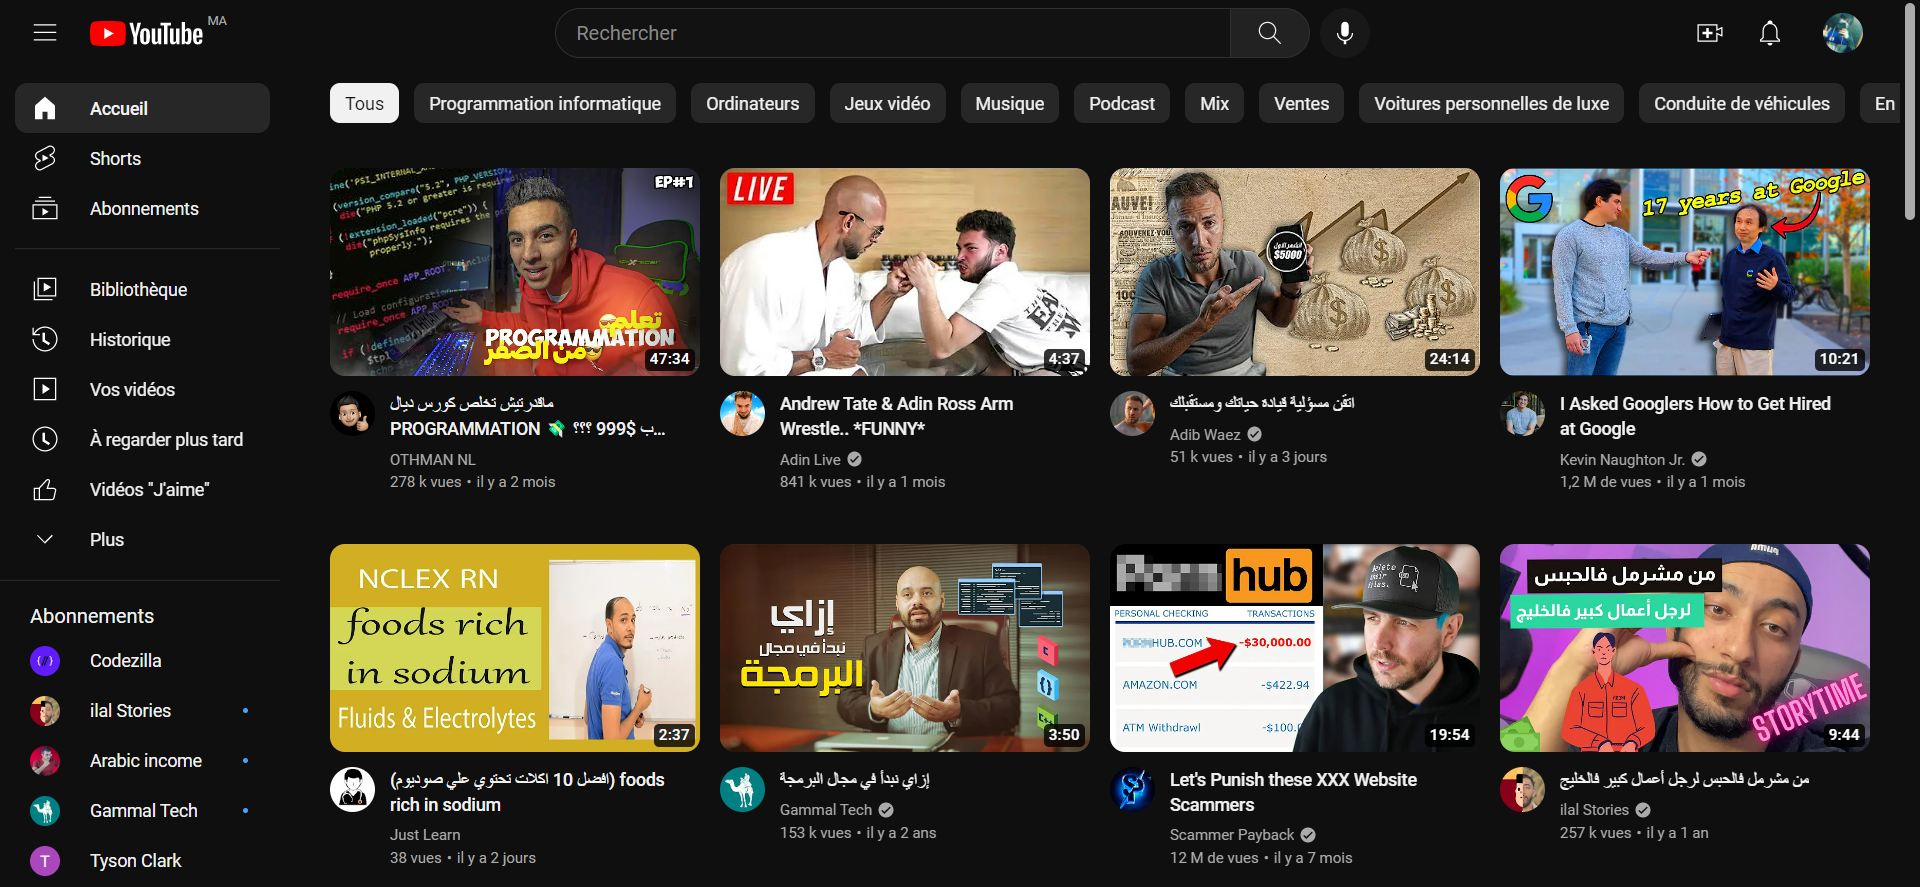 YouTube MA
Rechercher
Accueil
Shorts
Abonnements
Bibliothèque
Historique
Vos vidéos
À regarder plus tard
Vidéos "J'aime"
Plus
Abonnements
Codezilla
ilal Stories
Arabic income
Gammal Tech
T Tyson Clark
Tous
Programmation informatique
Ordinateurs
Jeux vidéo
Musique
Podcast
Mix
Ventes
Voitures personnelles de luxe
Conduite de véhicules
En
EP#1
تعلم
PROGRAMMATION
من الصفر
47:34
ماقدرتيش تخلص كورس ديال
PROGRAMMATION 💸 ب $999 ؟؟؟...
OTHMAN NL
278 k vues • il y a 2 mois
LIVE
4:37
Andrew Tate & Adin Ross Arm
Wrestle.. *FUNNY*
Adin Live
841 k vues • il y a 1 mois
الشهر الاول
$5000
24:14
اتقن مسؤلية قيادة حياتك ومستقبلك
Adib Waez
51 k vues • il y a 3 jours
17 years at Google
10:21
I Asked Googlers How to Get Hired
at Google
Kevin Naughton Jr.
1,2 M de vues • il y a 1 mois
NCLEX RN
foods rich
in sodium
Fluids & Electrolytes
2:37
(افضل 10 اكلات تحتوي علي صوديوم) foods
rich in sodium
Just Learn
38 vues • il y a 2 jours
إزاي
نبدأ في مجال
البرمجة
3:50
إزاي نبدأ في مجال البرمجة
Gammal Tech
153 k vues • il y a 2 ans
hub
PERSONAL CHECKING TRANSACTIONS
HUB.COM -$30,000.00
AMAZON.COM -$422.94
ATM Withdrawl -$100.
delete
their
files.
19:54
Let's Punish these XXX Website
Scammers
Scammer Payback
12 M de vues • il y a 7 mois
من مشرمل فالحبس
لرجل أعمال كبير فالخليج
STORYTIME
9:44
من مشرمل فالحبس لرجل أعمال كبير فالخليج
ilal Stories
257 k vues • il y a 1 an